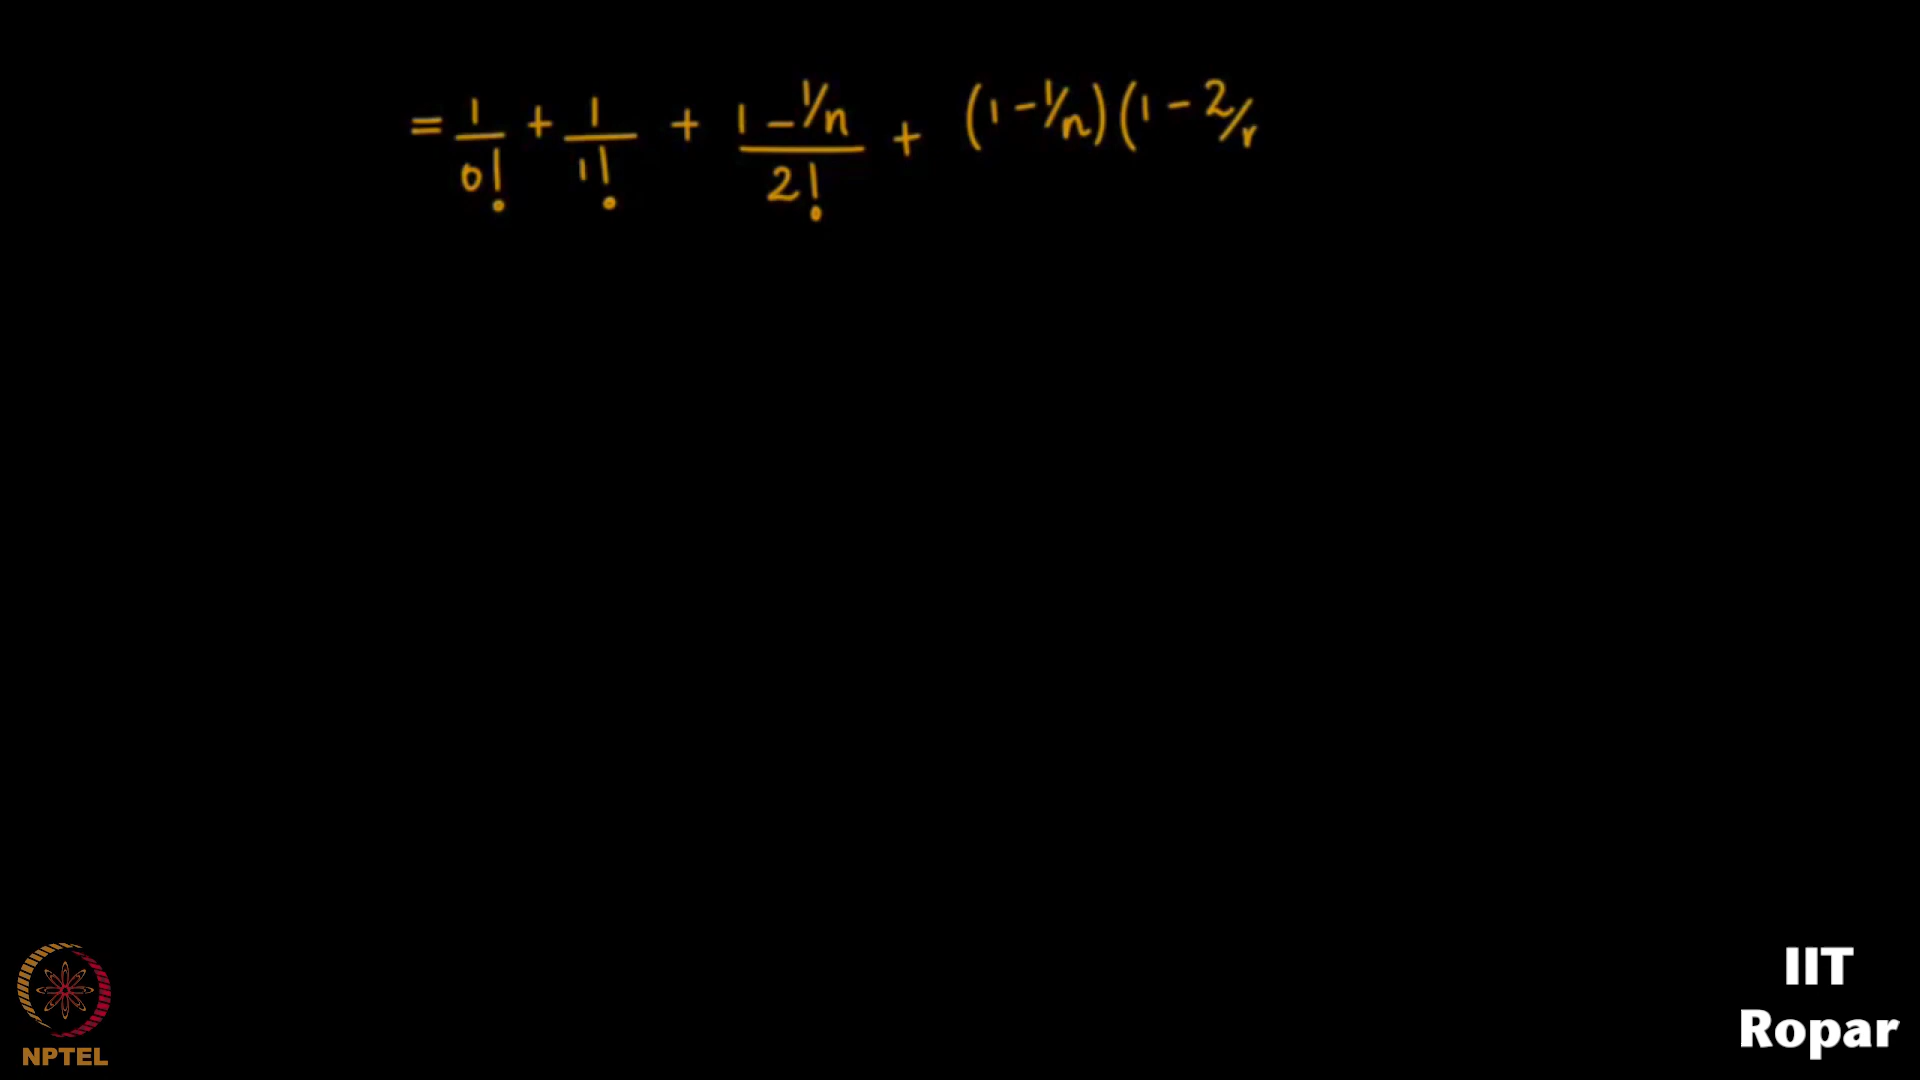 = 1/0! + 1/1! + 1-1/n / 2! + (1-1/n)(1-2/r
NPTEL
IIT
Ropar